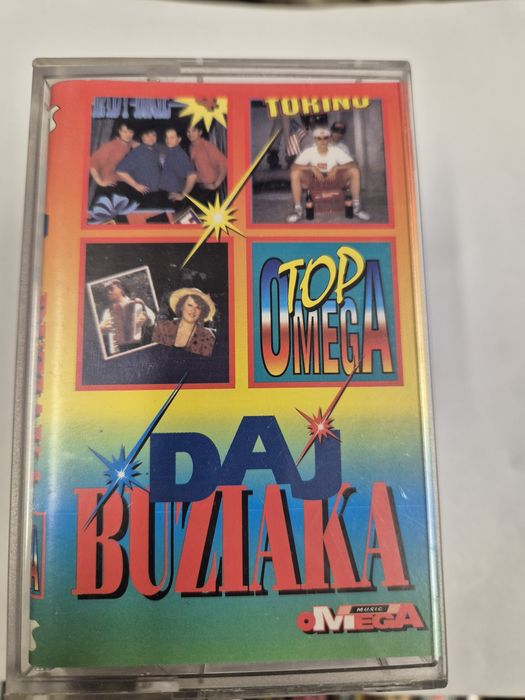 TORINO
TOP
OMEGA
DAJ
BUZIAKA
MUSIC
OMEGA